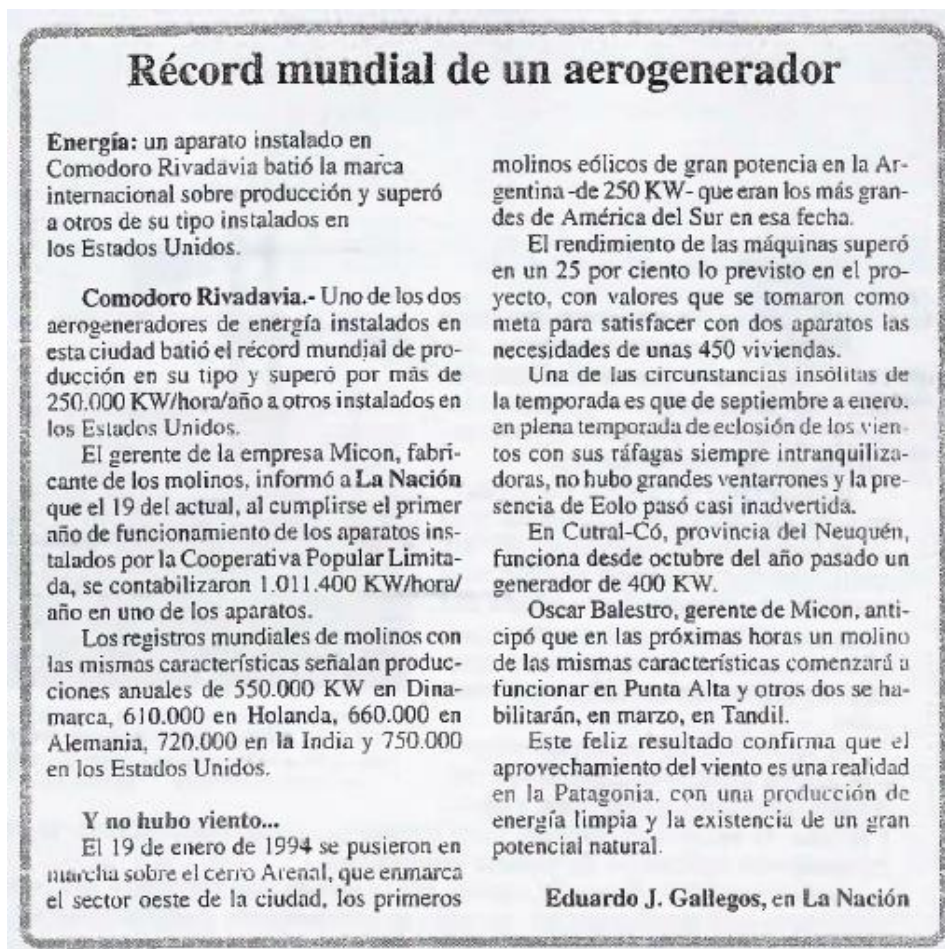 Récord mundial de un aerogenerador
Energía: un aparato instalado en
Comodoro Rivadavia batió la marca
internacional sobre producción y superó
a otros de su tipo instalados en
los Estados Unidos.
Comodoro Rivadavia.- Uno de los dos
aerogeneradores de energía instalados en
esta ciudad batió el récord mundial de pro-
ducción en su tipo y superó por más de
250.000 KW/hora/año a otros instalados en
los Estados Unidos.
El gerente de la empresa Micon, fabri-
cante de los molinos, informó a La Nación
que el 19 del actual, al cumplirse el primer
año de funcionamiento de los aparatos ins-
talados por la Cooperativa Popular Limita-
da, se contabilizaron 1.011.400 KW/hora/
año en uno de los aparatos.
Los registros mundiales de molinos con
las mismas características señalan produc-
ciones anuales de 550.000 KW en Dina-
marca, 610.000 en Holanda, 660.000 en
Alemania, 720.000 en la India y 750.000
en los Estados Unidos.
Y no hubo viento...
El 19 de enero de 1994 se pusieron en
marcha sobre el cerro Arenal, que enmarca
el sector oeste de la ciudad, los primeros
molinos eólicos de gran potencia en la Ar-
gentina -de 250 KW- que eran los más gran-
des de América del Sur en esa fecha.
El rendimiento de las máquinas superó
en un 25 por ciento lo previsto en el pro-
yecto, con valores que se tomaron como
meta para satisfacer con dos aparatos las
necesidades de unas 450 viviendas.
Una de las circunstancias insólitas de
la temporada es que de septiembre a enero,
en plena temporada de eclosión de los vien-
tos con sus ráfagas siempre intranquiliza-
doras, no hubo grandes ventarrones y la pre-
sencia de Eolo pasó casi inadvertida.
En Cutral-Có, provincia del Neuquén,
funciona desde octubre del año pasado un
generador de 400 KW.
Oscar Balestro, gerente de Micon, anti-
cipó que en las próximas horas un molino
de las mismas características comenzará a
funcionar en Punta Alta y otros dos se ha-
bilitarán, en marzo, en Tandil.
Este feliz resultado confirma que el
aprovechamiento del viento es una realidad
en la Patagonia, con una producción de
energía limpia y la existencia de un gran
potencial natural.
Eduardo J. Gallegos, en La Nación